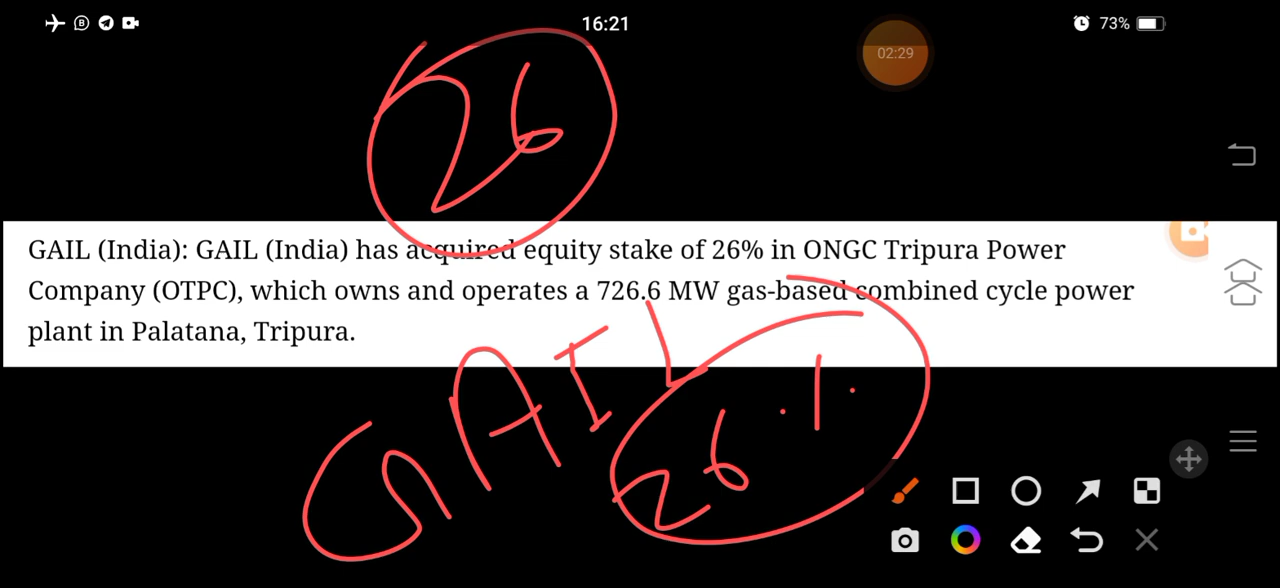 16:21
73%
02:29
26
GAIL (India): GAIL (India) has acquired equity stake of 26% in ONGC Tripura Power
Company (OTPC), which owns and operates a 726.6 MW gas-based combined cycle power
plant in Palatana, Tripura.
GAIL
26 .1.